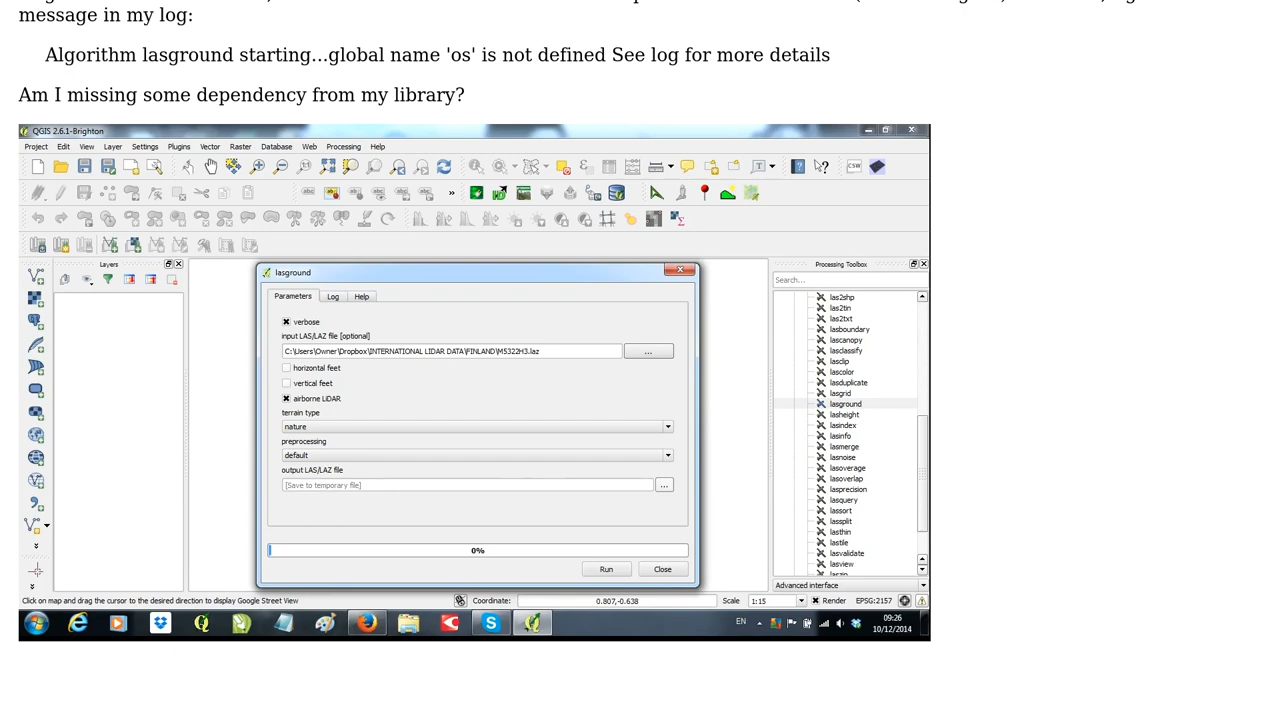 message in my log:
Algorithm lasground starting...global name 'os' is not defined See log for more details
Am I missing some dependency from my library?
QGIS 2.6.1-Brighton
Project Edit View Layer Settings Plugins Vector Raster Database Web Processing Help
CSW
Layers
lasground
Processing Toolbox
Search...
Parameters Log Help
verbose
input LAS/LAZ file [optional]
C:\Users\Owner\Dropbox\INTERNATIONAL LIDAR DATA\FINLAND\M5322H3.laz
...
horizontal feet
vertical feet
airborne LiDAR
terrain type
nature
preprocessing
default
output LAS/LAZ file
[Save to temporary file]
...
0%
Run Close
las2shp
las2tin
las2txt
lasboundary
lascanopy
lasclassify
lasclip
lascolor
lasduplicate
lasgrid
lasground
lasheight
lasindex
lasinfo
lasmerge
lasnoise
lasoverage
lasoverlap
lasprecision
lasquery
lassort
lassplit
lasthin
lastile
lasvalidate
lasview
laszip
Advanced interface
Click on map and drag the cursor to the desired direction to display Google Street View
Coordinate: 0.807,-0.638 Scale 1:15 Render EPSG:2157
EN
09:26
10/12/2014